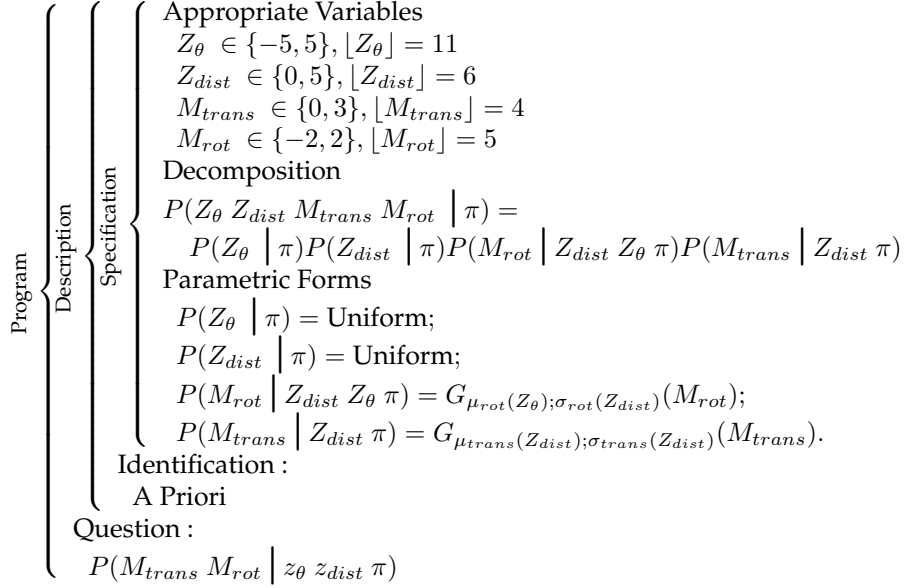 Program
Description
Specification
Appropriate Variables
Z_θ ∈ {−5, 5}, ⌊Z_θ⌋ = 11
Z_dist ∈ {0, 5}, ⌊Z_dist⌋ = 6
M_trans ∈ {0, 3}, ⌊M_trans⌋ = 4
M_rot ∈ {−2, 2}, ⌊M_rot⌋ = 5
Decomposition
P(Z_θ Z_dist M_trans M_rot | π) =
P(Z_θ | π)P(Z_dist | π)P(M_rot | Z_dist Z_θ π)P(M_trans | Z_dist π)
Parametric Forms
P(Z_θ | π) = Uniform;
P(Z_dist | π) = Uniform;
P(M_rot | Z_dist Z_θ π) = G_{μ_rot(Z_θ);σ_rot(Z_dist)}(M_rot);
P(M_trans | Z_dist π) = G_{μ_trans(Z_dist);σ_trans(Z_dist)}(M_trans).
Identification :
A Priori
Question :
P(M_trans M_rot | z_θ z_dist π)